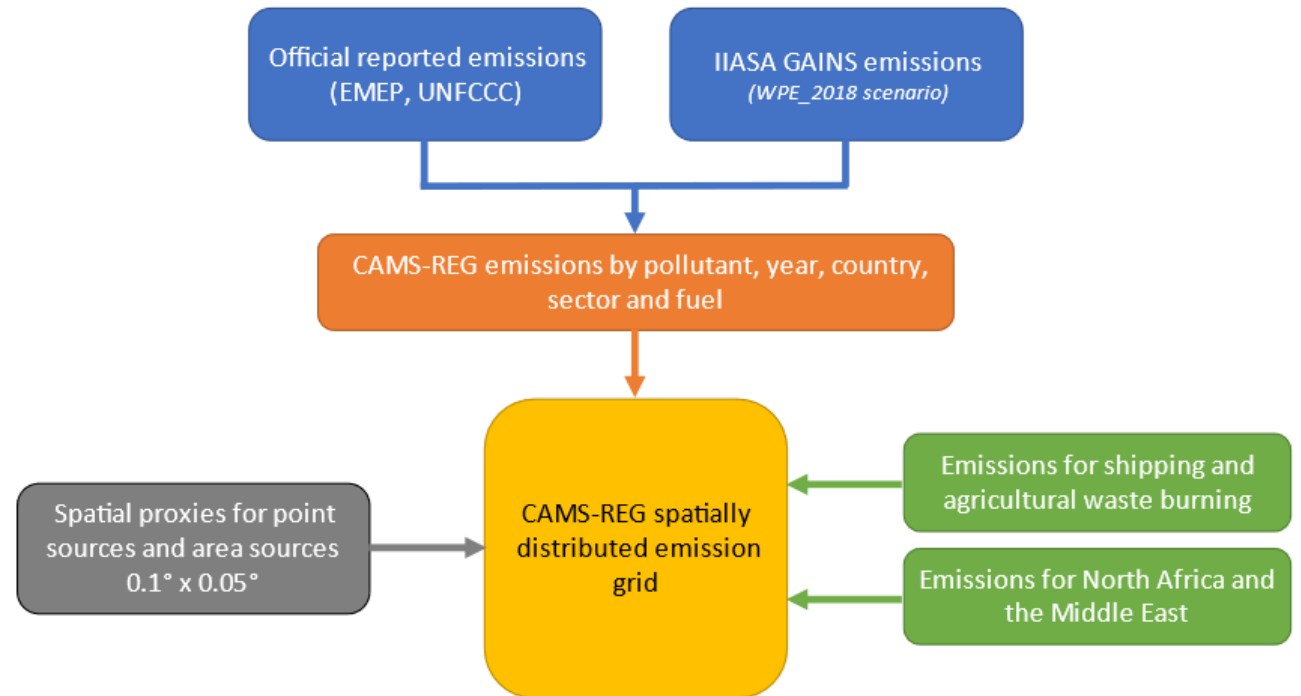 Official reported emissions
(EMEP, UNFCCC)
IIASA GAINS emissions
(WPE_2018 scenario)
CAMS-REG emissions by pollutant, year, country,
sector and fuel
Spatial proxies for point
sources and area sources
0.1° x 0.05°
CAMS-REG spatially
distributed emission
grid
Emissions for shipping and
agricultural waste burning
Emissions for North Africa and
the Middle East